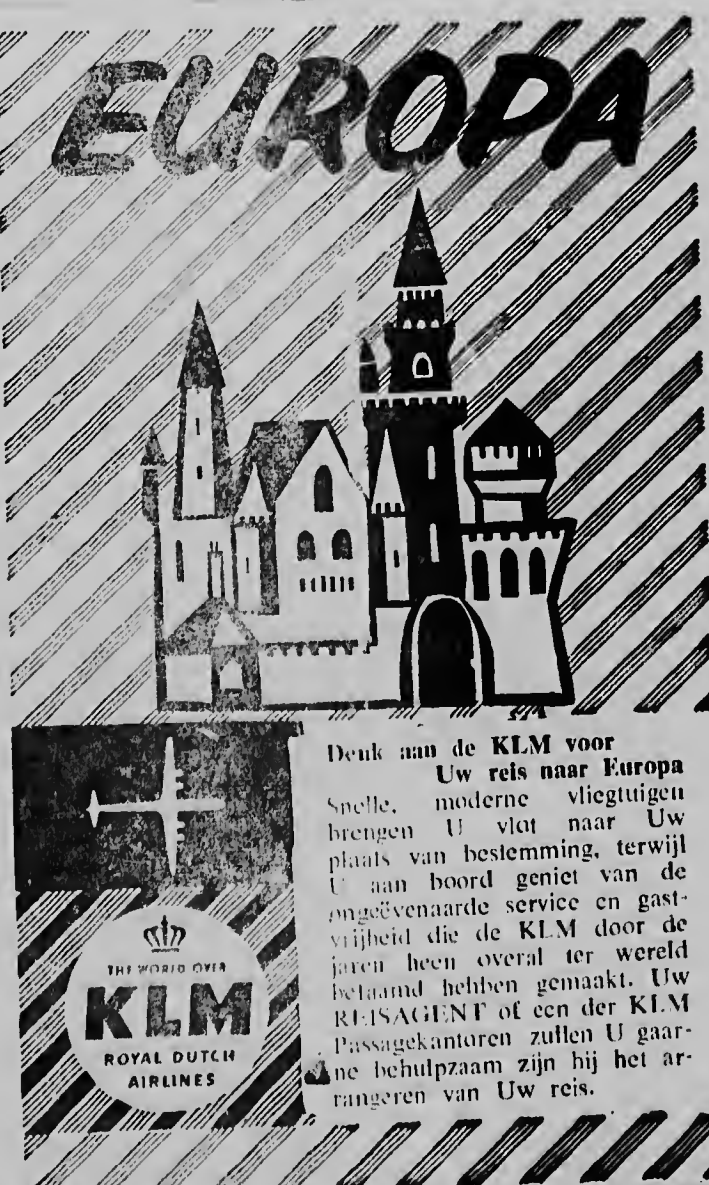 EUROPA
Denk aan de KLM voor
Uw reis naar Europa
Snelle, moderne vliegtuigen
brengen U vlot naar Uw
plaats van bestemming, terwijl
U aan boord geniet van de
ongeëvenaarde service en gast-
vrijheid die de KLM door de
jaren heen overal ter wereld
befaamd hebben gemaakt. Uw
REISAGENT of een der KLM
Passagekantoren zullen U gaar-
ne behulpzaam zijn bij het ar-
rangeren van Uw reis.
THE WORLD OVER
KLM
ROYAL DUTCH
AIRLINES